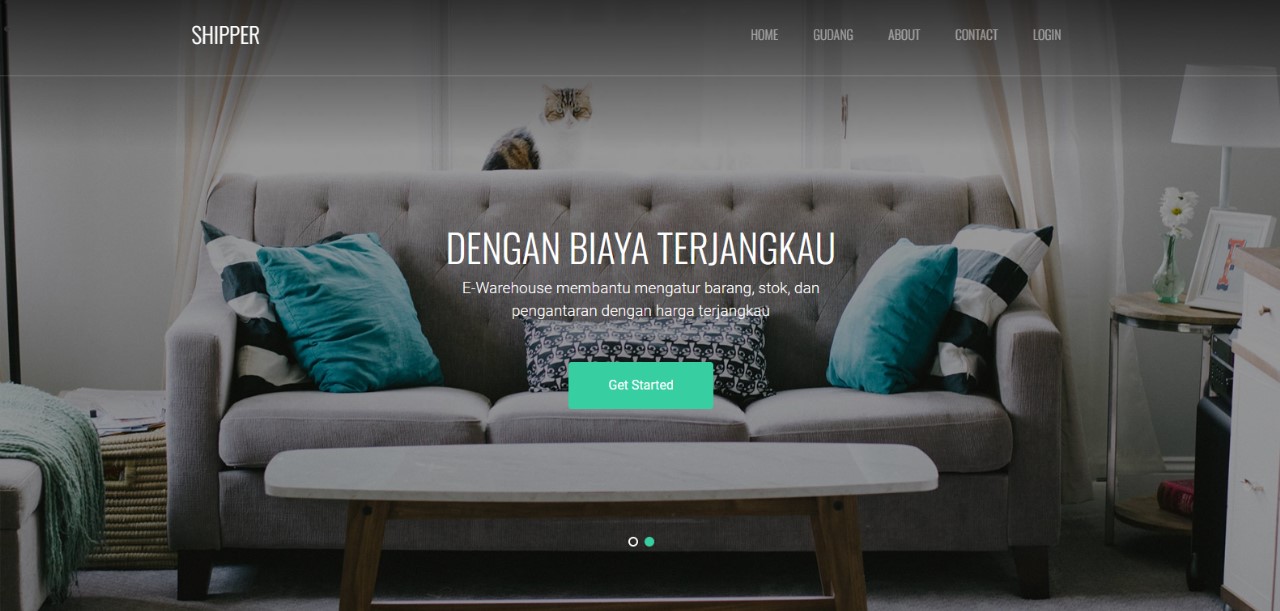 SHIPPER
HOME GUDANG ABOUT CONTACT LOGIN
DENGAN BIAYA TERJANGKAU
E-Warehouse membantu mengatur barang, stok, dan
pengantaran dengan harga terjangkau
Get Started